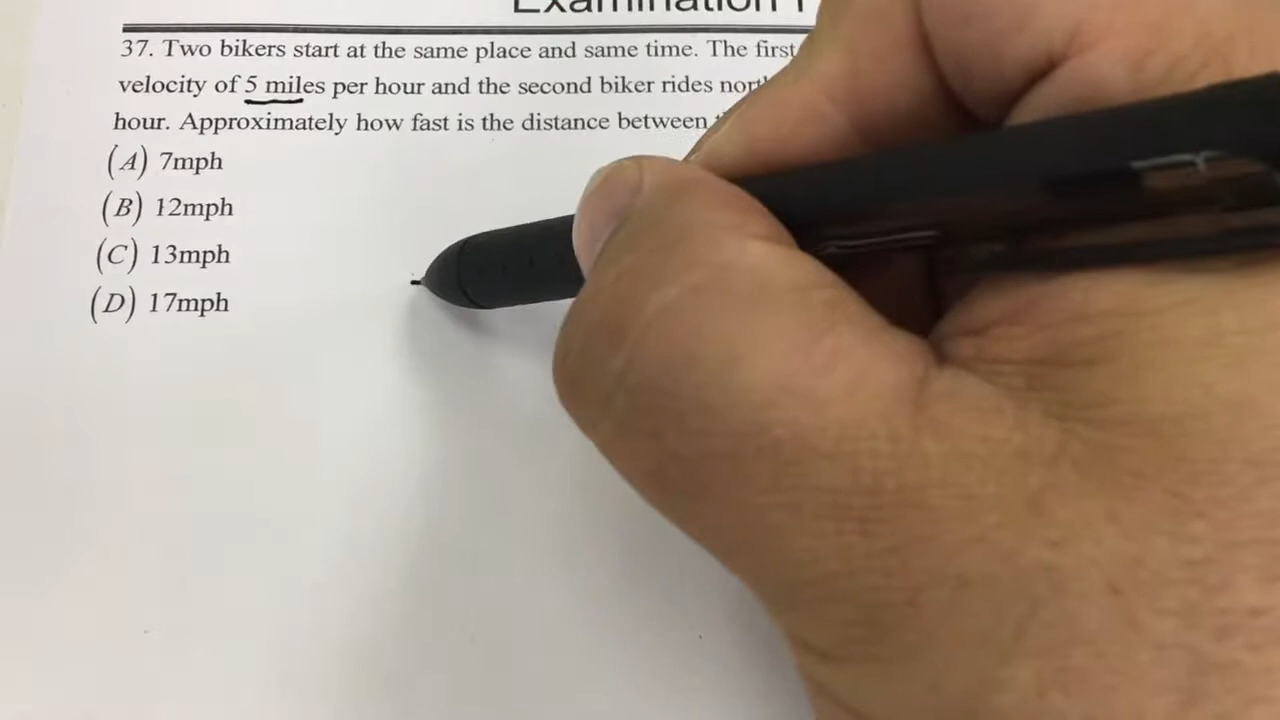 Examination
37. Two bikers start at the same place and same time. The first
velocity of 5 miles per hour and the second biker rides
hour. Approximately how fast is the distance between
(A) 7mph
(B) 12mph
(C) 13mph
(D) 17mph